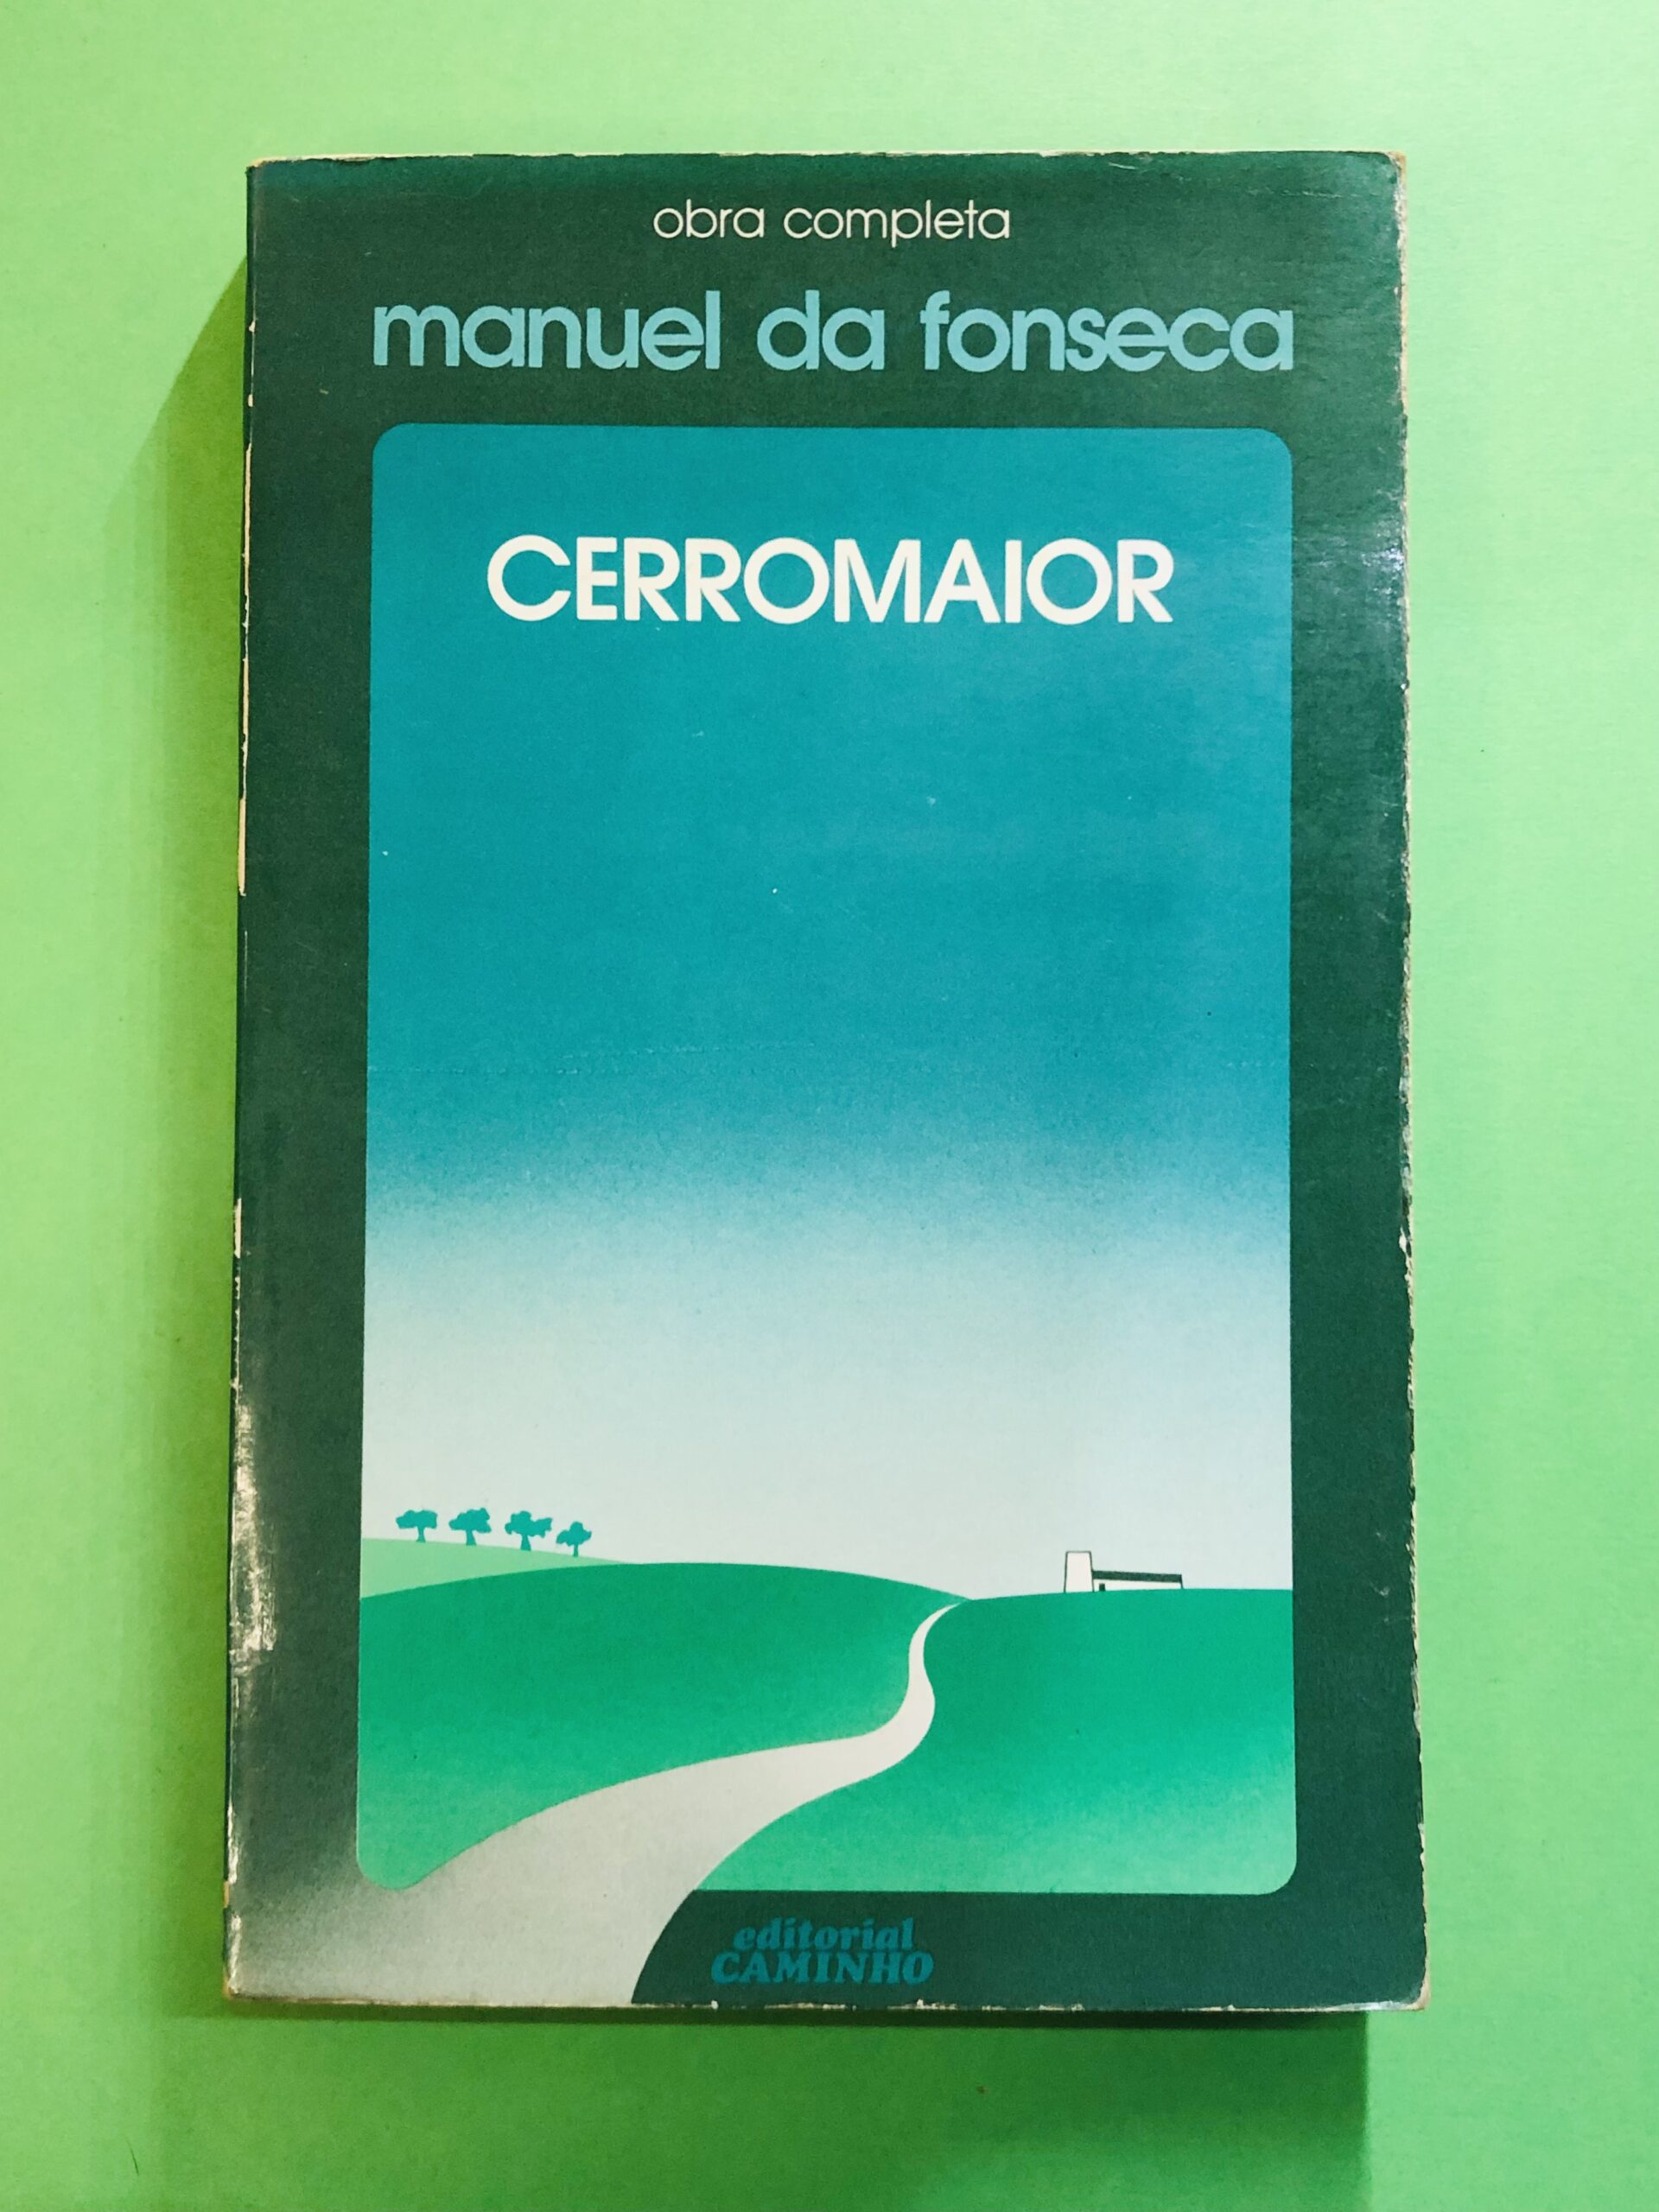 obra completa
manuel da fonseca
CERROMAIOR
editorial
CAMINHO